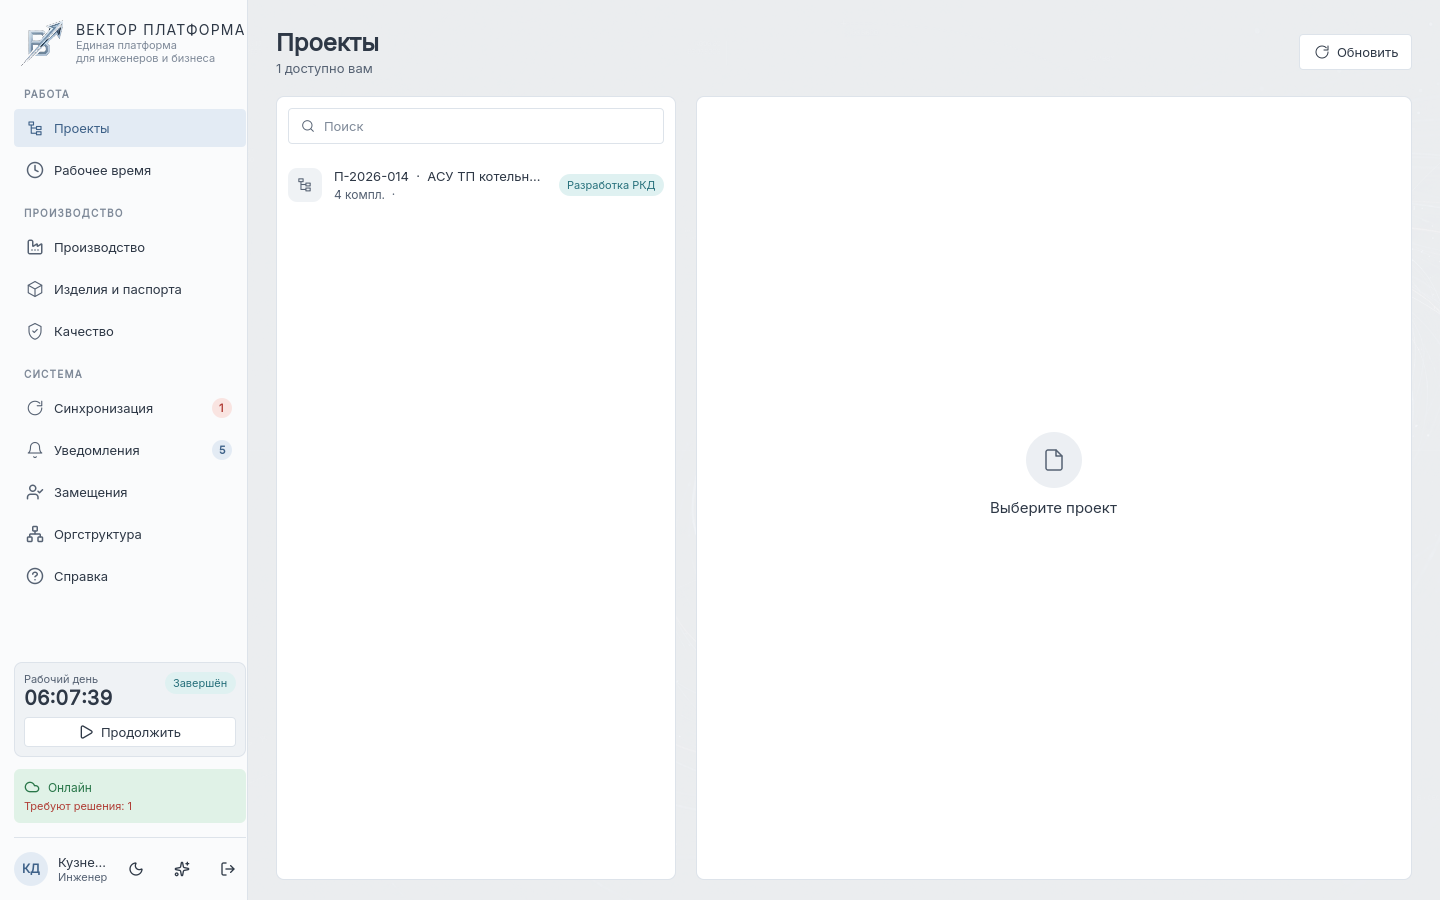 ВЕКТОР ПЛАТФОРМА
Единая платформа
для инженеров и бизнеса
РАБОТА
Проекты
Рабочее время
ПРОИЗВОДСТВО
Производство
Изделия и паспорта
Качество
СИСТЕМА
Синхронизация 1
Уведомления 5
Замещения
Оргструктура
Справка
Рабочий день
Завершён
06:07:39
Продолжить
Онлайн
Требуют решения: 1
КД
Кузне...
Инженер
Проекты
1 доступно вам
Обновить
Поиск
П-2026-014 · АСУ ТП котельн...
4 компл. ·
Разработка РКД
Выберите проект